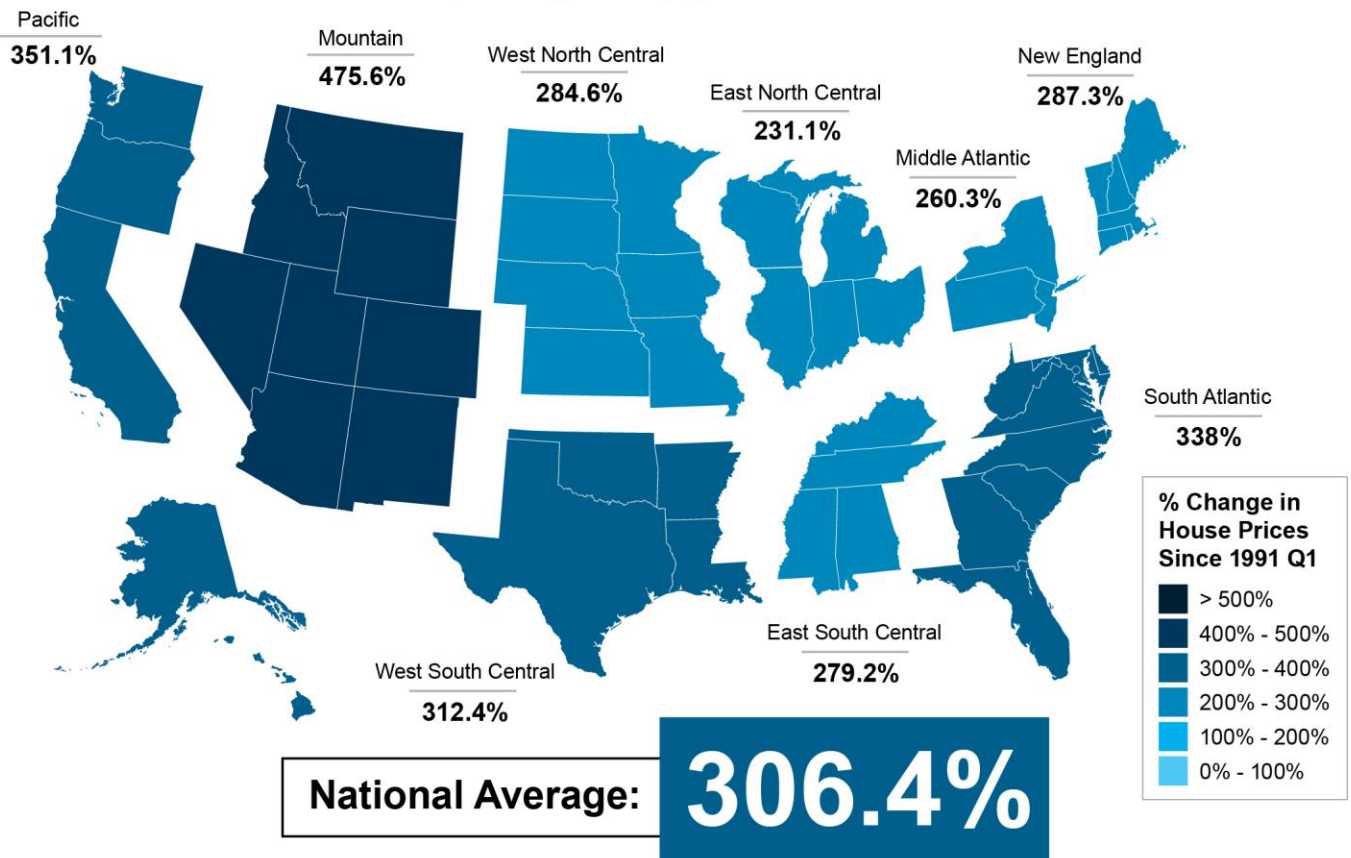 Pacific
351.1%
Mountain
475.6%
West North Central
284.6%
East North Central
231.1%
Middle Atlantic
260.3%
New England
287.3%
South Atlantic
338%
% Change in
House Prices
Since 1991 Q1
> 500%
400% - 500%
300% - 400%
200% - 300%
100% - 200%
0% - 100%
East South Central
279.2%
West South Central
312.4%
National Average:
306.4%